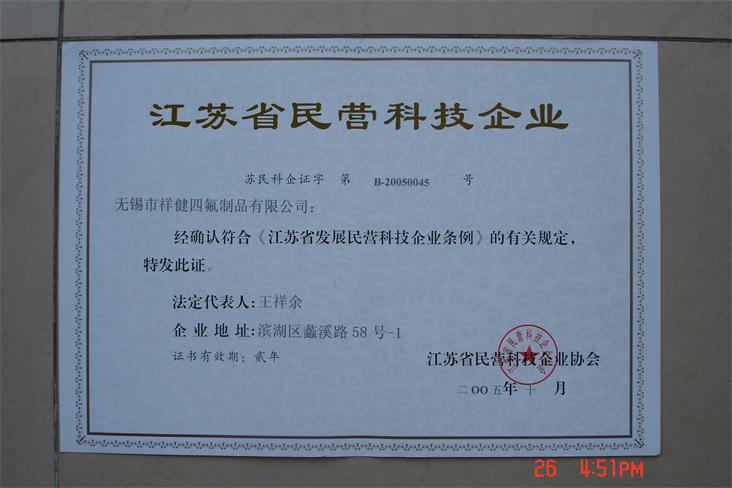 江苏省民营科技企业
苏民科企证字 第 B-20050045 号
无锡市祥健四氟制品有限公司：
经确认符合《江苏省发展民营科技企业条例》的有关规定，
特发此证。
法定代表人：王祥余
企业地址：滨湖区蠡溪路58号-1
证书有效期：贰年
江苏省民营科技企业协会
二OO五年十月
26 4:51PM